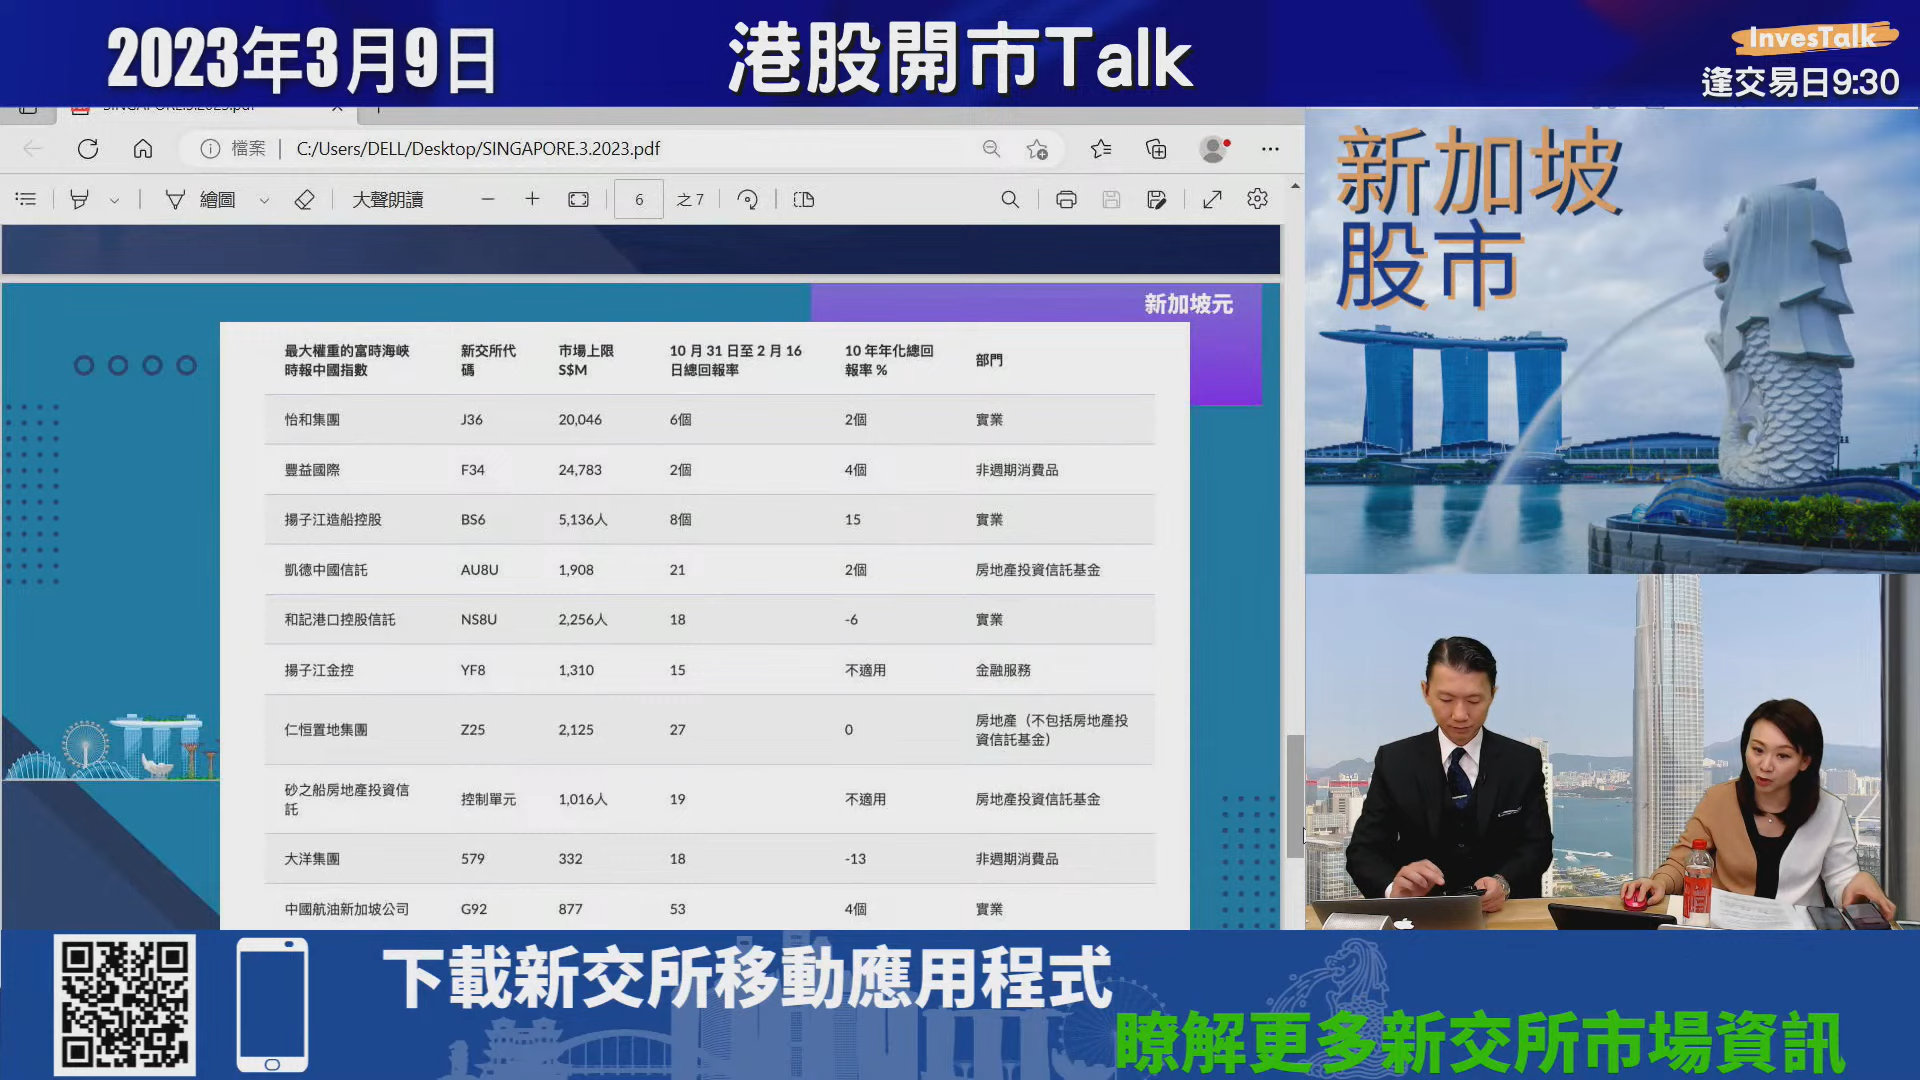 2023年3月9日
港股開市Talk
InvesTalk
逢交易日9:30
SINGAPORE.3.2023.pdf
檔案
C:/Users/DELL/Desktop/SINGAPORE.3.2023.pdf
繪圖
大聲朗讀
6
之 7
新加坡元
最大權重的富時海峽時報中國指數 新交所代碼 市場上限 S$M 10 月 31 日至 2 月 16 日總回報率 10 年年化總回報率 % 部門
怡和集團 J36 20,046 6個 2個 實業
豐益國際 F34 24,783 2個 4個 非週期消費品
揚子江造船控股 BS6 5,136人 8個 15 實業
凱德中國信託 AU8U 1,908 21 2個 房地產投資信託基金
和記港口控股信託 NS8U 2,256人 18 -6 實業
揚子江金控 YF8 1,310 15 不適用 金融服務
仁恒置地集團 Z25 2,125 27 0 房地產（不包括房地產投資信託基金）
砂之船房地產投資信託 控制單元 1,016人 19 不適用 房地產投資信託基金
大洋集團 579 332 18 -13 非週期消費品
中國航油新加坡公司 G92 877 53 4個 實業
新加坡
股市
下載新交所移動應用程式
瞭解更多新交所市場資訊